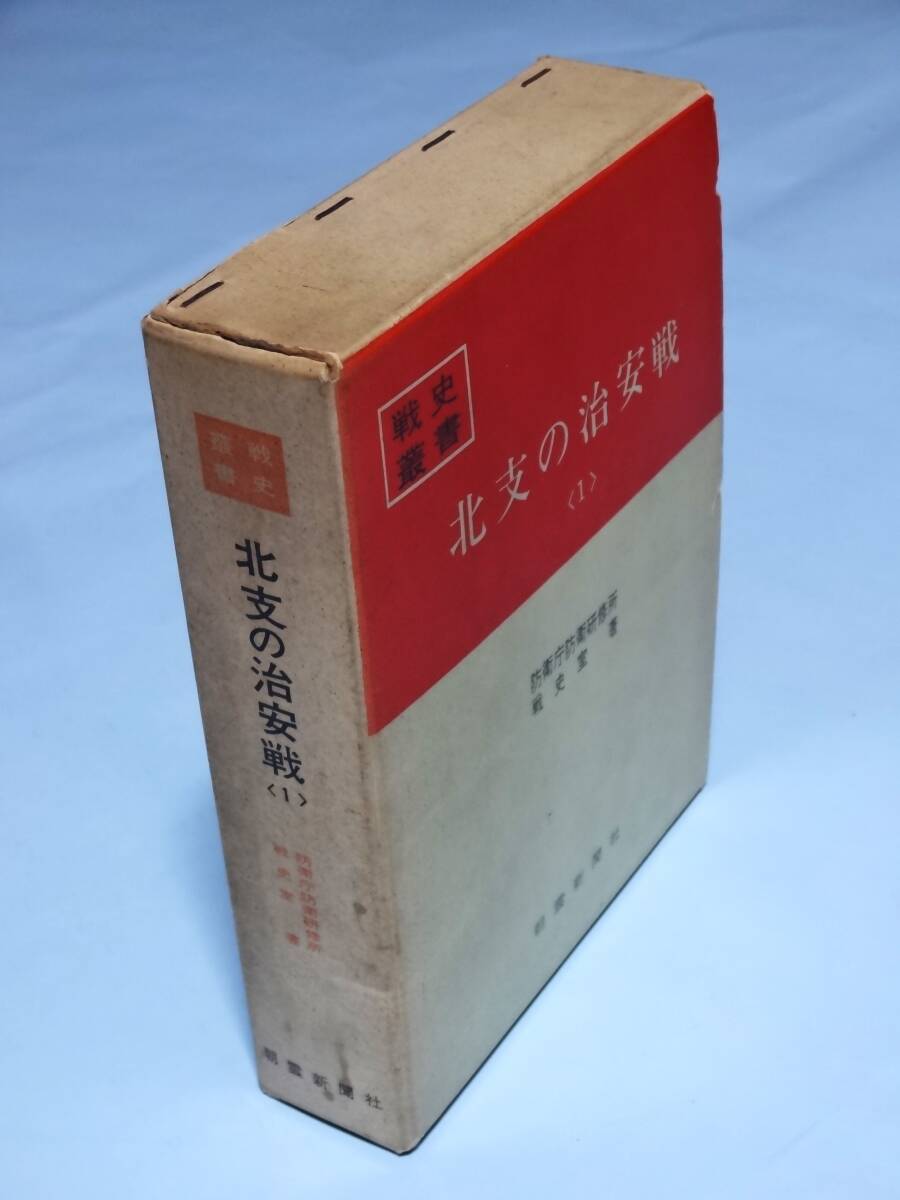 戦史
叢書
北支の治安戦
〈1〉
防衛庁防衛研修所
戦史室 著
朝雲新聞社
戦史
叢書
北支の治安戦
〈1〉
防衛庁防衛研修所
戦史室 著
朝雲新聞社